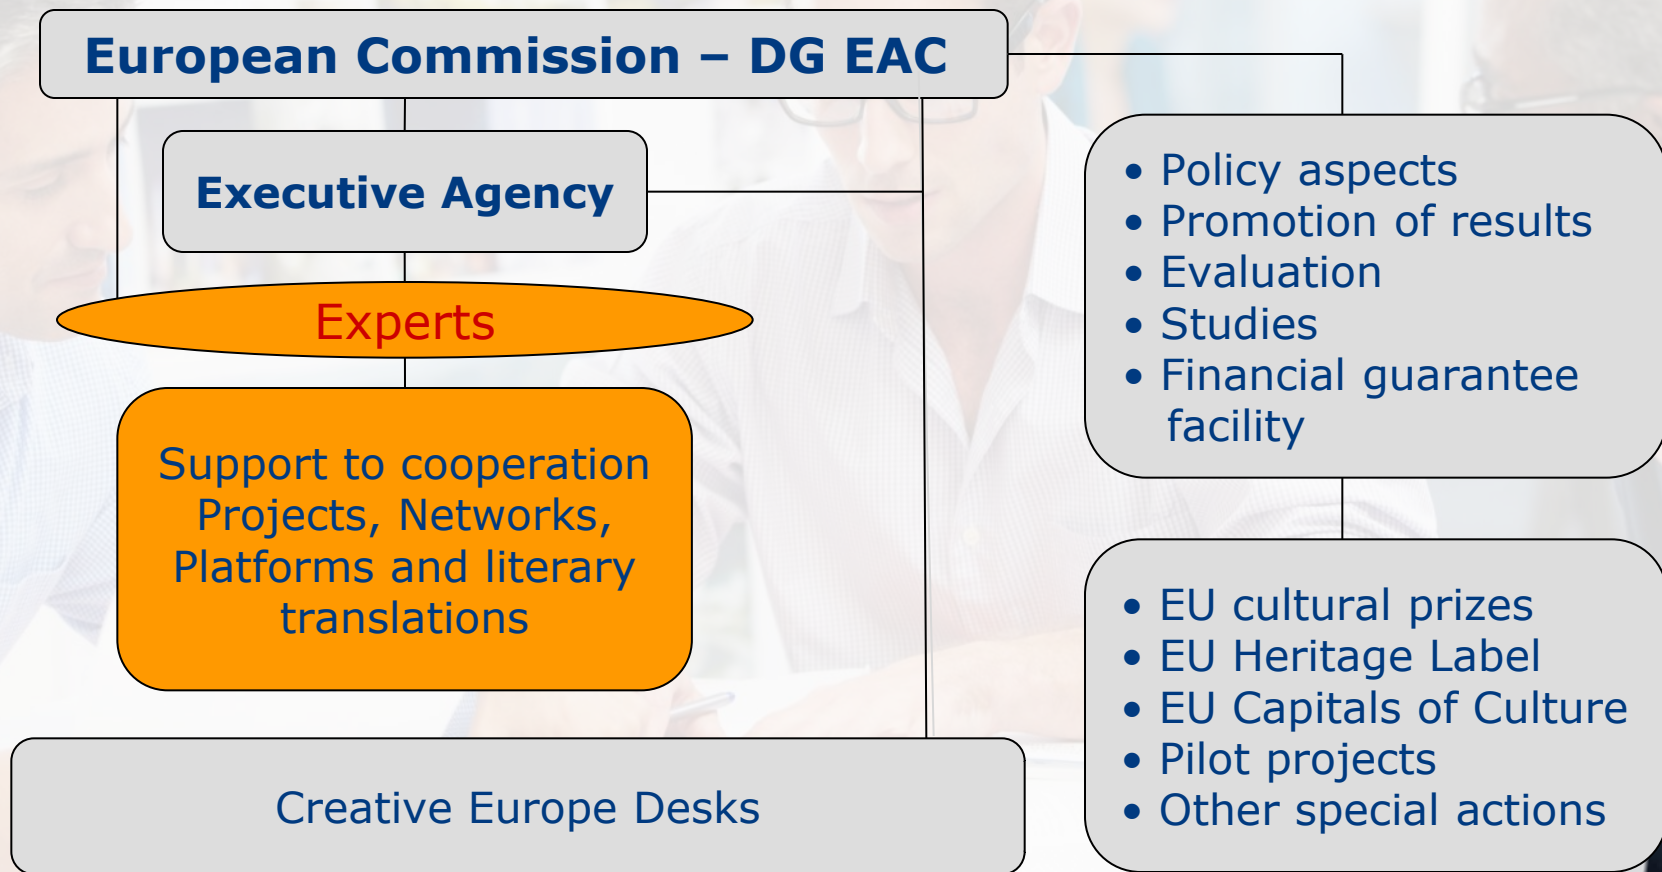 European Commission – DG EAC
Executive Agency
Experts
Support to cooperation
Projects, Networks,
Platforms and literary
translations
Creative Europe Desks
• Policy aspects
• Promotion of results
• Evaluation
• Studies
• Financial guarantee
facility
• EU cultural prizes
• EU Heritage Label
• EU Capitals of Culture
• Pilot projects
• Other special actions